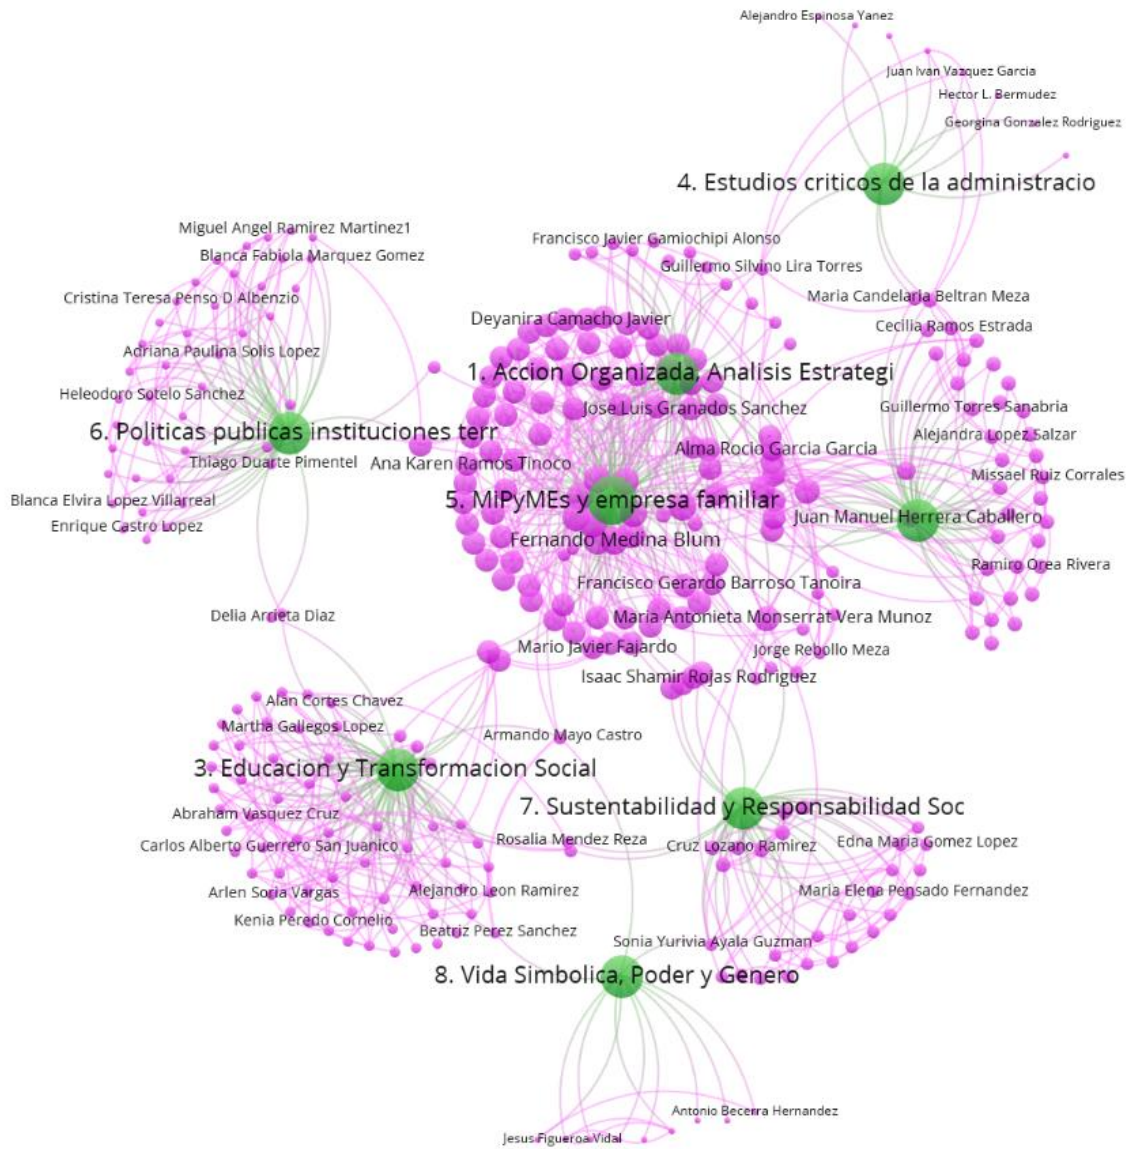 Alejandro Espinosa Yanez
Juan Ivan Vazquez Garcia
Hector L. Bermudez
Georgina Gonzalez Rodriguez
4. Estudios criticos de la administracio
Miguel Angel Ramirez Martinez1
Francisco Javier Gamiochipi Alonso
Blanca Fabiola Marquez Gomez
Guillermo Silvino Lira Torres
Cristina Teresa Penso D Albenzio
Maria Candelaria Beltran Meza
Deyanira Camacho Javier
Cecilia Ramos Estrada
Adriana Paulina Solis Lopez
1. Accion Organizada, Analisis Estrategi
Heleodoro Sotelo Sanchez
Jose Luis Granados Sanchez
Guillermo Torres Sanabria
6. Politicas publicas instituciones terr
Alejandra Lopez Salzar
Alma Rocio Garcia Garcia
Thiago Duarte Pimentel
Ana Karen Ramos Tinoco
Missael Ruiz Corrales
Blanca Elvira Lopez Villarreal
5. MiPyMEs y empresa familiar
Juan Manuel Herrera Caballero
Enrique Castro Lopez
Fernando Medina Blum
Ramiro Orea Rivera
Francisco Gerardo Barroso Tanoira
Delia Arrieta Diaz
Maria Antonieta Monserrat Vera Munoz
Mario Javier Fajardo
Jorge Rebollo Meza
Isaac Shamir Rojas Rodriguez
Alan Cortes Chavez
Martha Gallegos Lopez
Armando Mayo Castro
3. Educacion y Transformacion Social
7. Sustentabilidad y Responsabilidad Soc
Abraham Vasquez Cruz
Rosalia Mendez Reza
Carlos Alberto Guerrero San Juanico
Cruz Lozano Ramirez
Edna Maria Gomez Lopez
Arlen Soria Vargas
Alejandro Leon Ramirez
Maria Elena Pensado Fernandez
Kenia Peredo Cornelio
Beatriz Perez Sanchez
Sonia Yurivia Ayala Guzman
8. Vida Simbolica, Poder y Genero
Antonio Becerra Hernandez
Jesus Figueroa Vidal